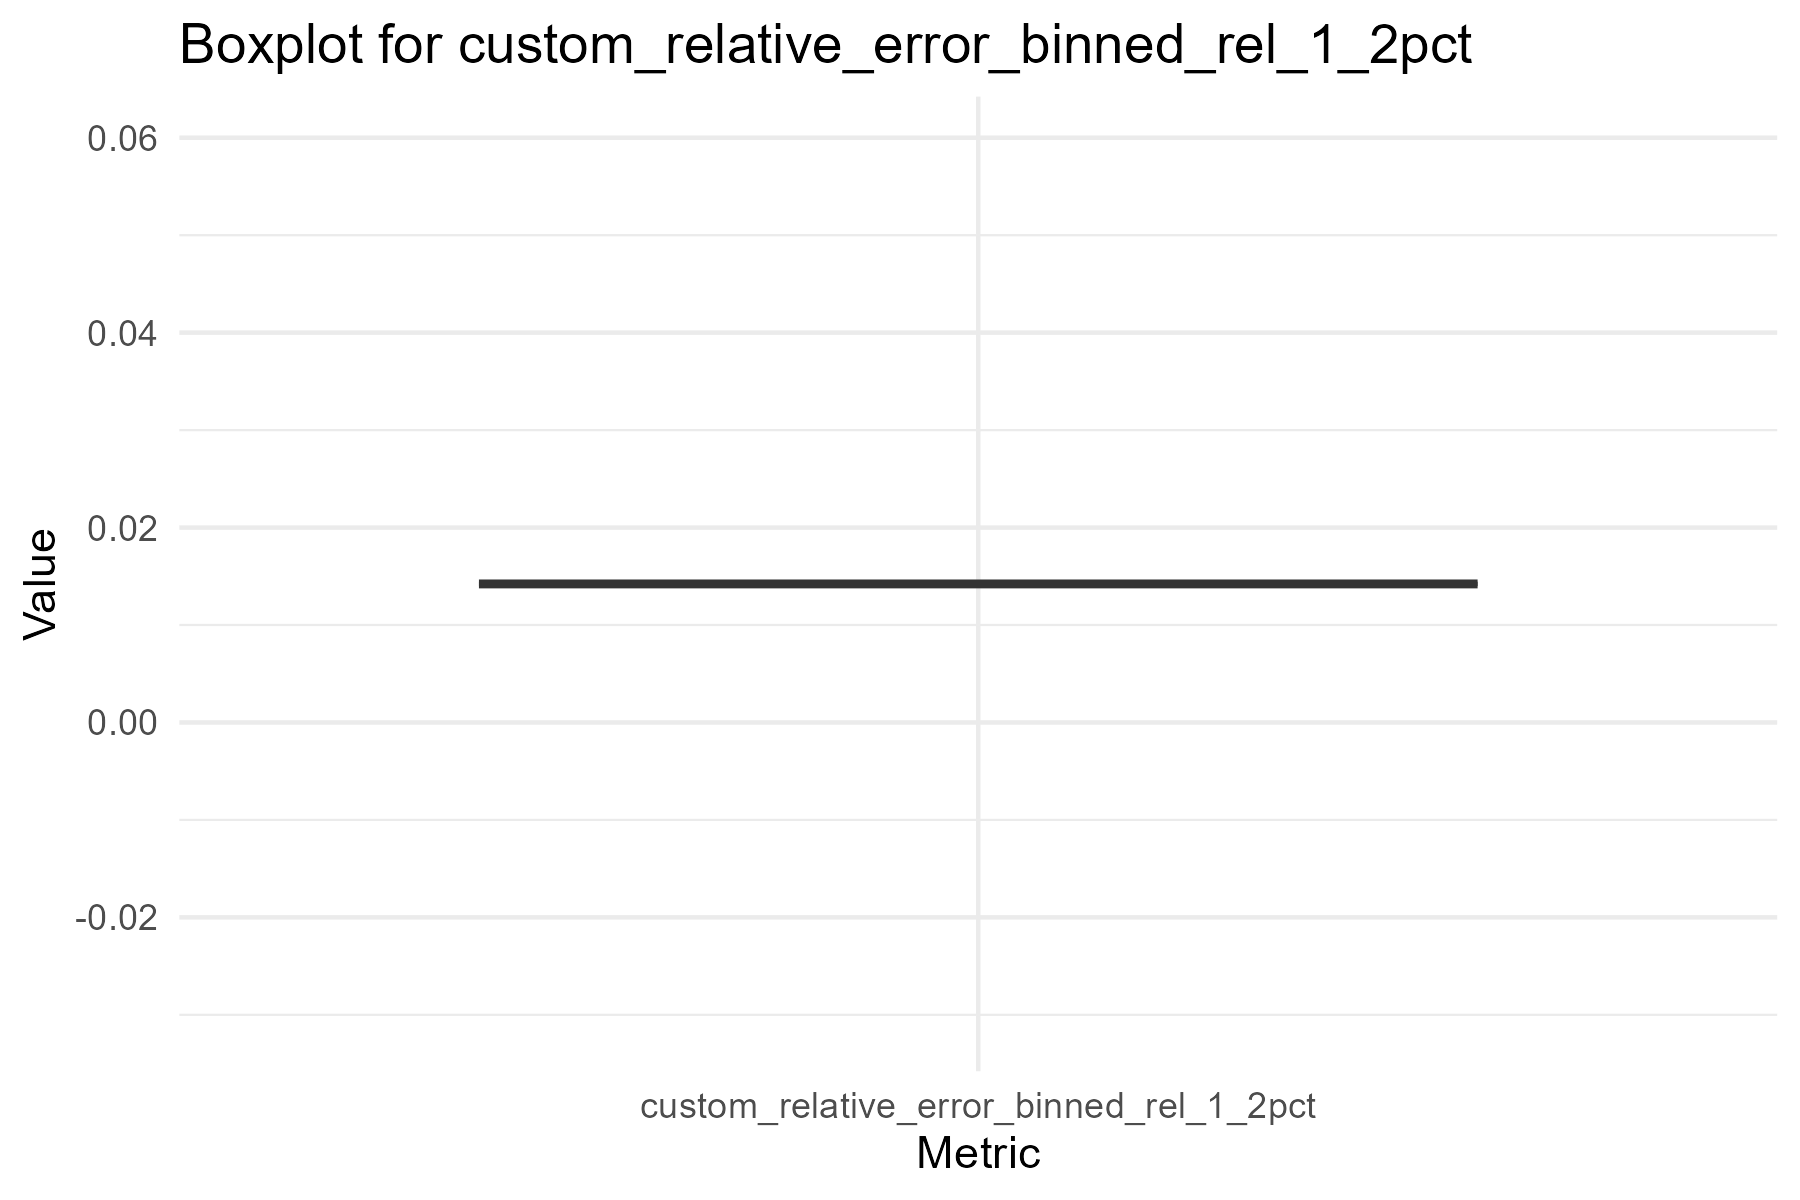 Boxplot for custom_relative_error_binned_rel_1_2pct
0.06
0.04
0.02
0.00
-0.02
Value
custom_relative_error_binned_rel_1_2pct
Metric